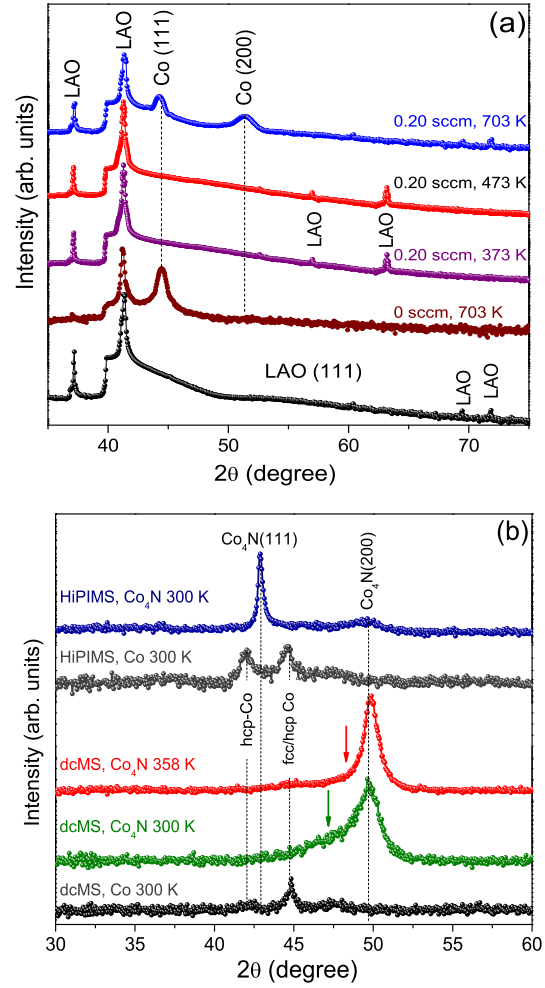 (a)
LAO
LAO
Co (111)
Co (200)
0.20 sccm, 703 K
0.20 sccm, 473 K
LAO
LAO
0.20 sccm, 373 K
0 sccm, 703 K
LAO (111)
LAO
LAO
Intensity (arb. units)
40 50 60 70
2θ (degree)
(b)
Co₄N(111)
Co₄N(200)
HiPIMS, Co₄N 300 K
HiPIMS, Co 300 K
hcp-Co
fcc/hcp Co
dcMS, Co₄N 358 K
dcMS, Co₄N 300 K
dcMS, Co 300 K
Intensity (arb. units)
30 35 40 45 50 55 60
2θ (degree)